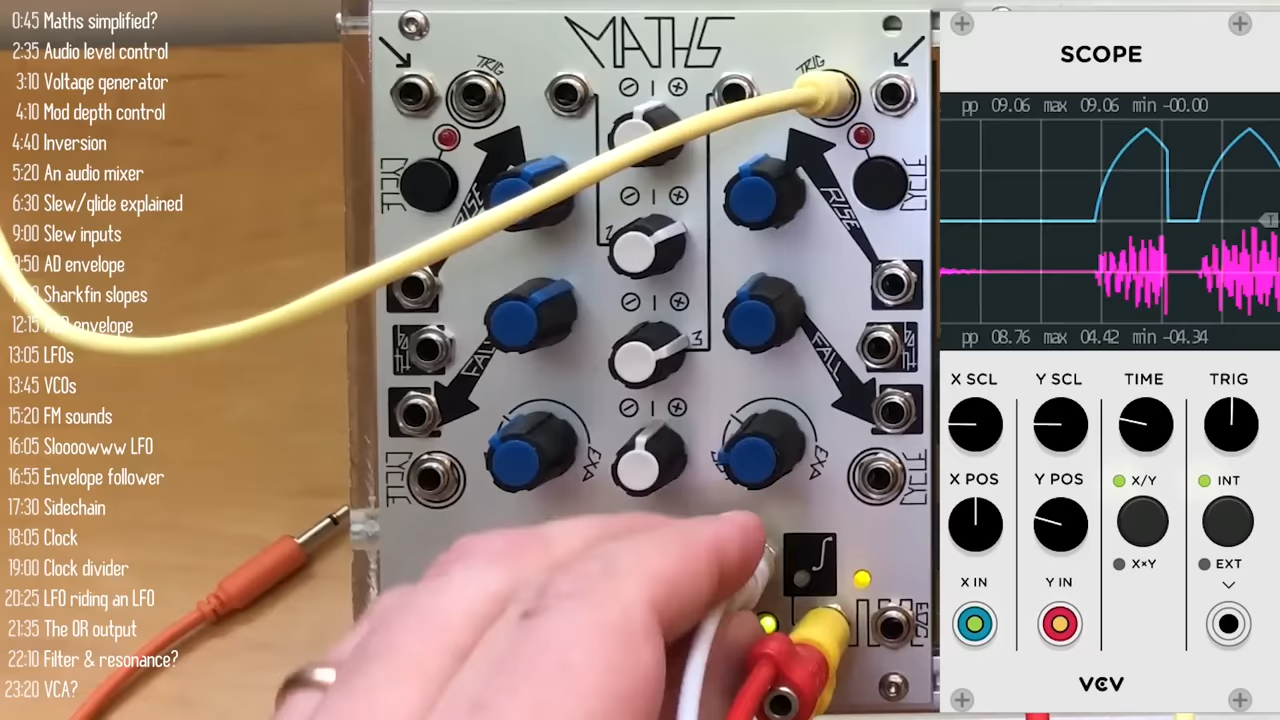 0:45 Maths simplified?
2:35 Audio level control
3:10 Voltage generator
4:10 Mod depth control
4:40 Inversion
5:20 An audio mixer
6:30 Slew/glide explained
9:00 Slew inputs
:50 AD envelope
Sharkfin slopes
12:15 envelope
13:05 LFOs
13:45 VCOs
15:20 FM sounds
16:05 Sloooowww LFO
16:55 Envelope follower
17:30 Sidechain
18:05 Clock
19:00 Clock divider
20:25 LFO riding an LFO
21:35 The OR output
22:10 Filter & resonance?
23:20 VCA?
MATHS
TRIG
TRIG
CYCLE
CYCLE
RISE
RISE
1
3
FALL
FALL
CYCLE
CYCLE
SCOPE
pp 09.06 max 09.06 min -00.00
T
pp 08.76 max 04.42 min -04.34
X SCL Y SCL TIME TRIG
X POS Y POS X/Y INT
X IN Y IN X×Y EXT
VCV